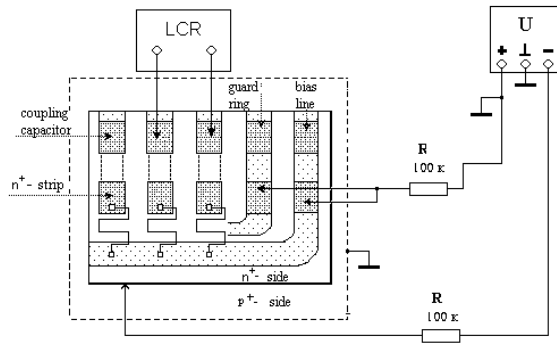 LCR
U
+ ⊥ −
guard
ring
bias
line
coupling
capacitor
R
100 к
n⁺- strip
n⁺- side
p⁺- side
R
100 к